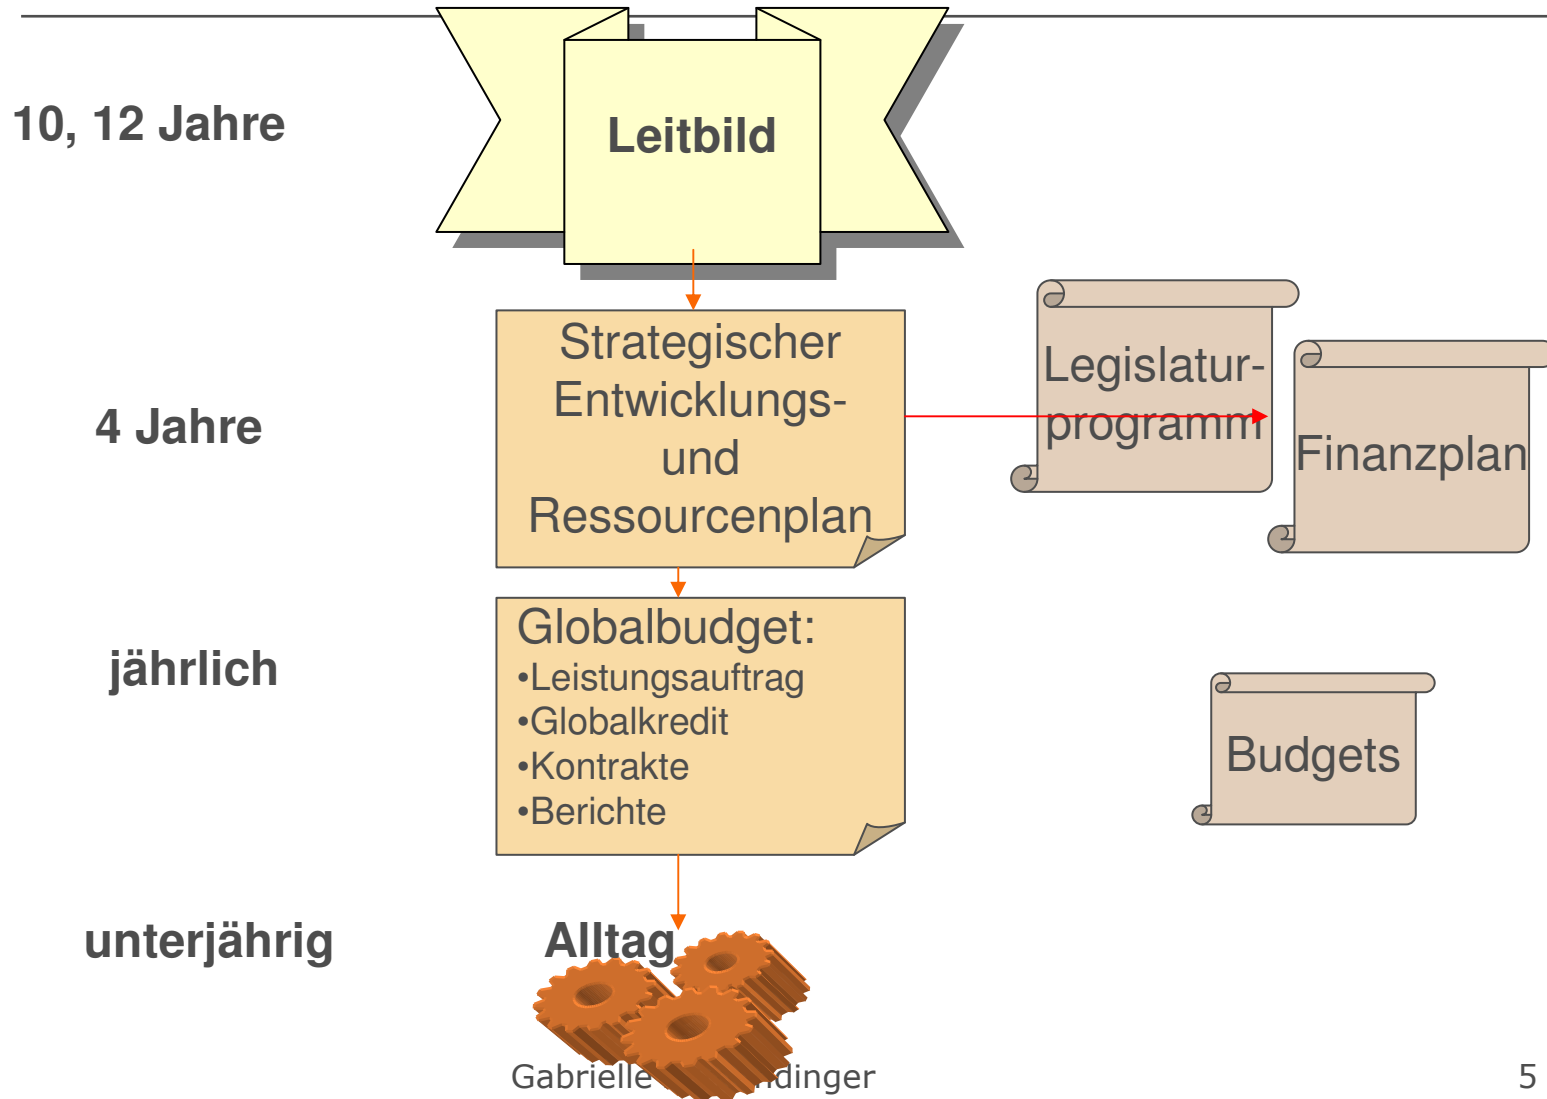 10, 12 Jahre
Leitbild
4 Jahre
Strategischer
Entwicklungs-
und
Ressourcenplan
Legislatur-
programm
Finanzplan
jährlich
Globalbudget:
•Leistungsauftrag
•Globalkredit
•Kontrakte
•Berichte
Budgets
unterjährig
Alltag
Gabrielle
5